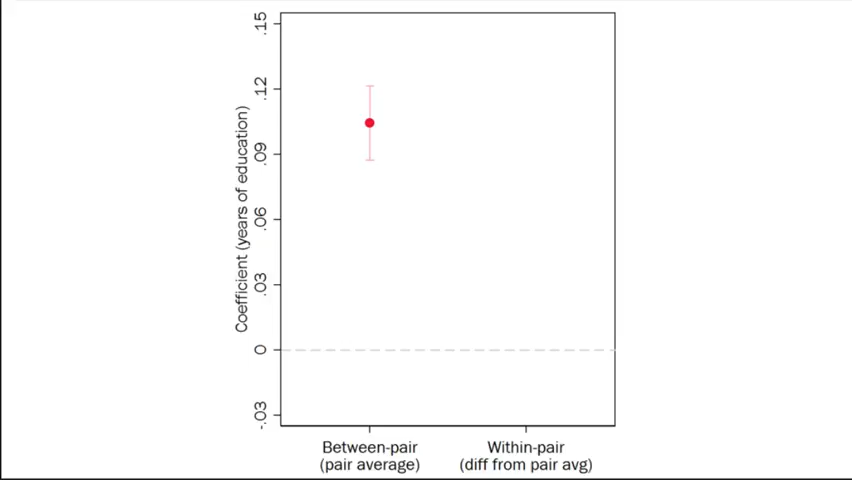 .15
.12
.09
.06
.03
0
-.03
Coefficient (years of education)
Between-pair
(pair average)
Within-pair
(diff from pair avg)